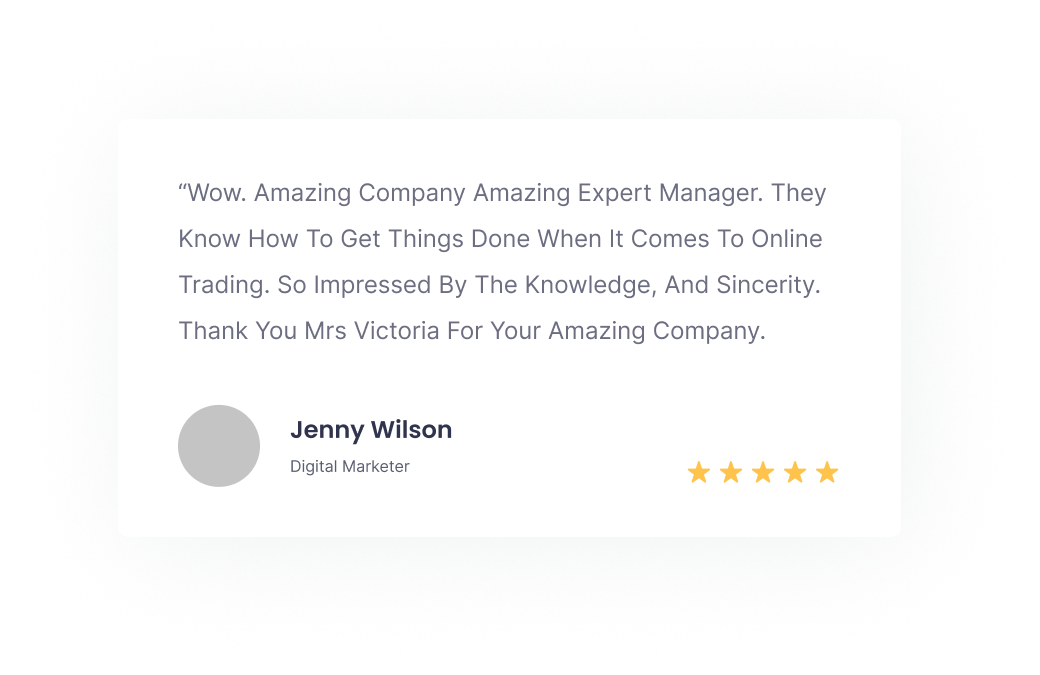 “Wow. Amazing Company Amazing Expert Manager. They
Know How To Get Things Done When It Comes To Online
Trading. So Impressed By The Knowledge, And Sincerity.
Thank You Mrs Victoria For Your Amazing Company.
Jenny Wilson
Digital Marketer